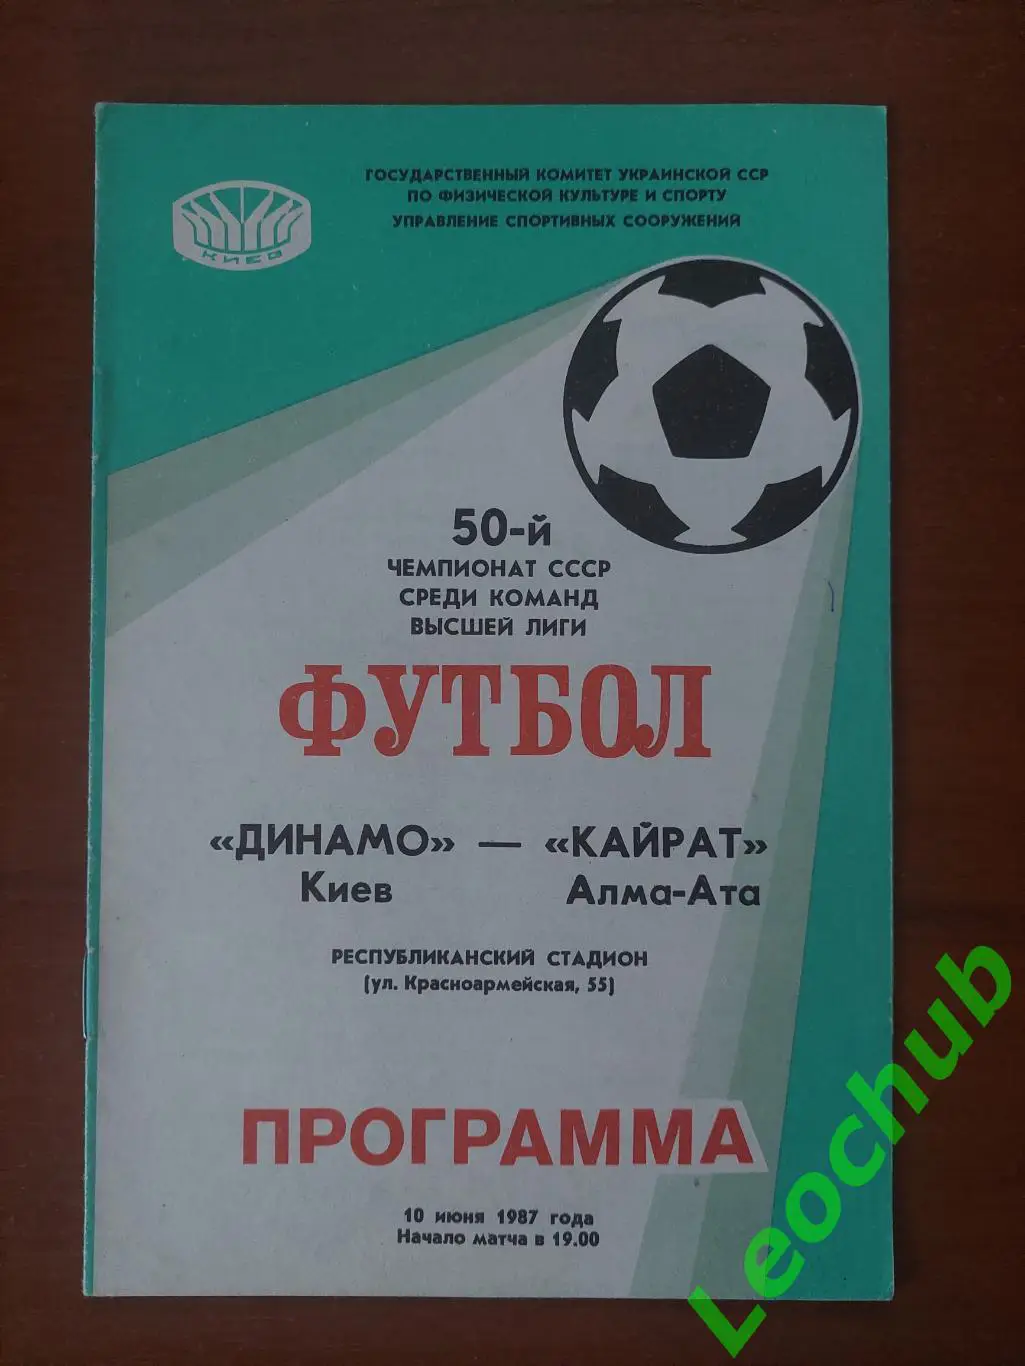 ГОСУДАРСТВЕННЫЙ КОМИТЕТ УКРАИНСКОЙ ССР
ПО ФИЗИЧЕСКОЙ КУЛЬТУРЕ И СПОРТУ
УПРАВЛЕНИЕ СПОРТИВНЫХ СООРУЖЕНИЙ
КИЕВ
50-й
ЧЕМПИОНАТ СССР
СРЕДИ КОМАНД
ВЫСШЕЙ ЛИГИ
ФУТБОЛ
«ДИНАМО» — «КАЙРАТ»
Киев Алма-Ата
РЕСПУБЛИКАНСКИЙ СТАДИОН
(ул. Красноармейская, 55)
ПРОГРАММА
10 июня 1987 года
Начало матча в 19.00
Leochub